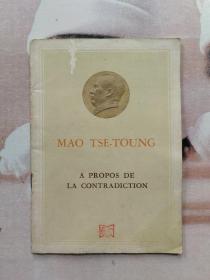 MAO TSE-TOUNG
A PROPOS DE
LA CONTRADICTION